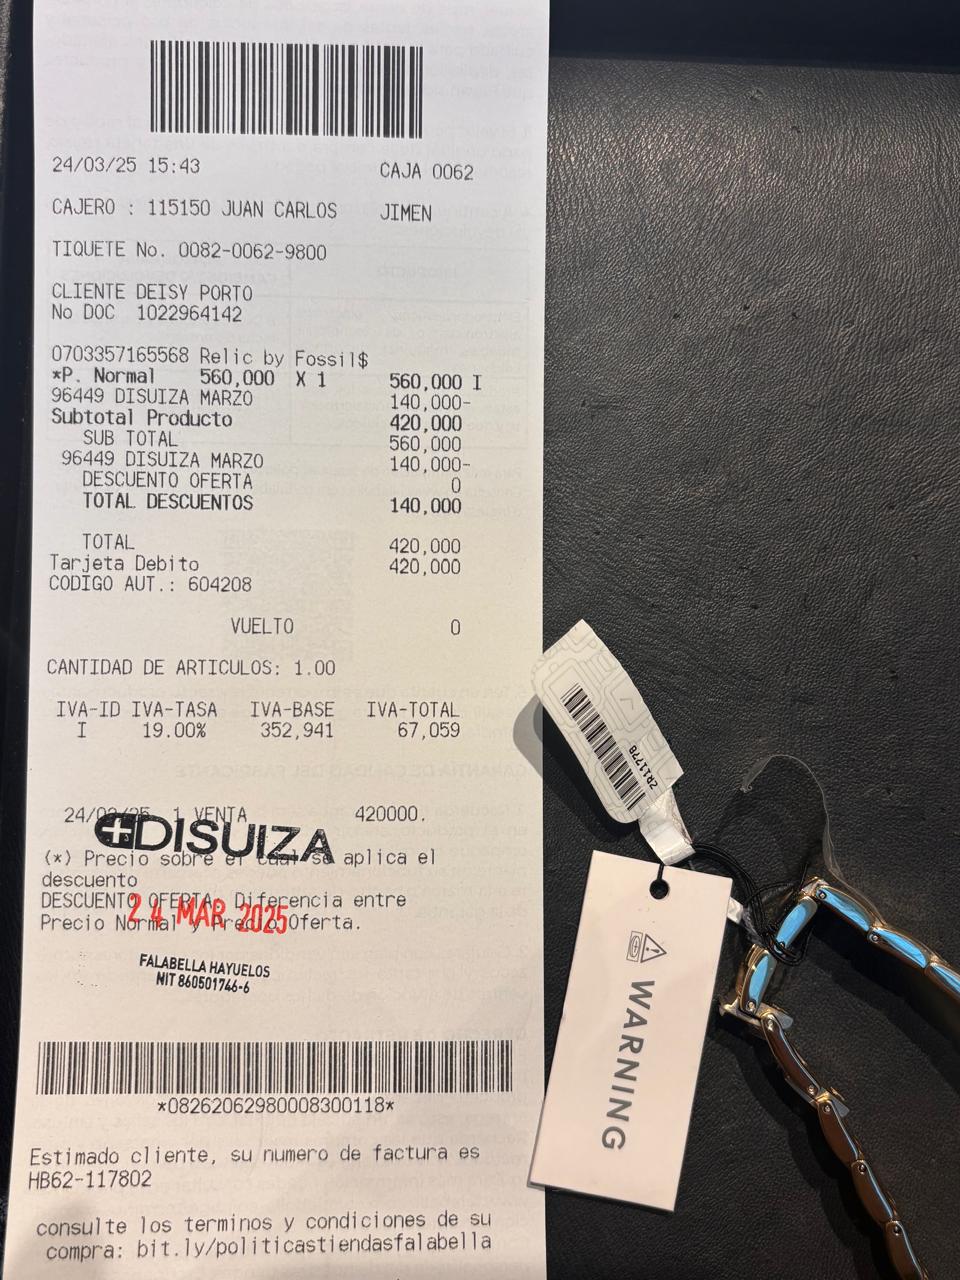 24/03/25 15:43 CAJA 0062
CAJERO : 115150 JUAN CARLOS JIMEN
TIQUETE No. 0082-0062-9800
CLIENTE DEISY PORTO
No DOC 1022964142
0703357165568 Relic by Fossil$
*P. Normal 560,000 X 1 560,000 I
96449 DISUIZA MARZO 140,000-
Subtotal Producto 420,000
SUB TOTAL 560,000
96449 DISUIZA MARZO 140,000-
DESCUENTO OFERTA 0
TOTAL DESCUENTOS 140,000
TOTAL 420,000
Tarjeta Debito 420,000
CODIGO AUT.: 604208
VUELTO 0
CANTIDAD DE ARTICULOS: 1.00
IVA-ID IVA-TASA IVA-BASE IVA-TOTAL
I 19.00% 352,941 67,059
24/03/25 1 VENTA 420000.
DISUIZA
(*) Precio sobre el cual se aplica el
descuento
DESCUENTO OFERTA: Diferencia entre
24 MAR 2025
Precio Normal y Precio Oferta.
FALABELLA HAYUELOS
NIT 860501746-6
*08262062980008300118*
Estimado cliente, su numero de factura es
HB62-117802
consulte los terminos y condiciones de su
compra: bit.ly/politicastiendasfalabella
ZR11778
WARNING